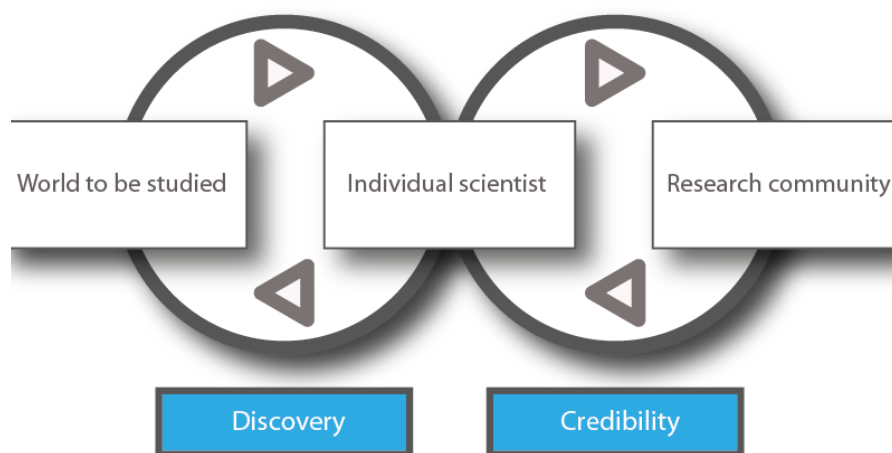 World to be studied
Individual scientist
Research community
Discovery
Credibility